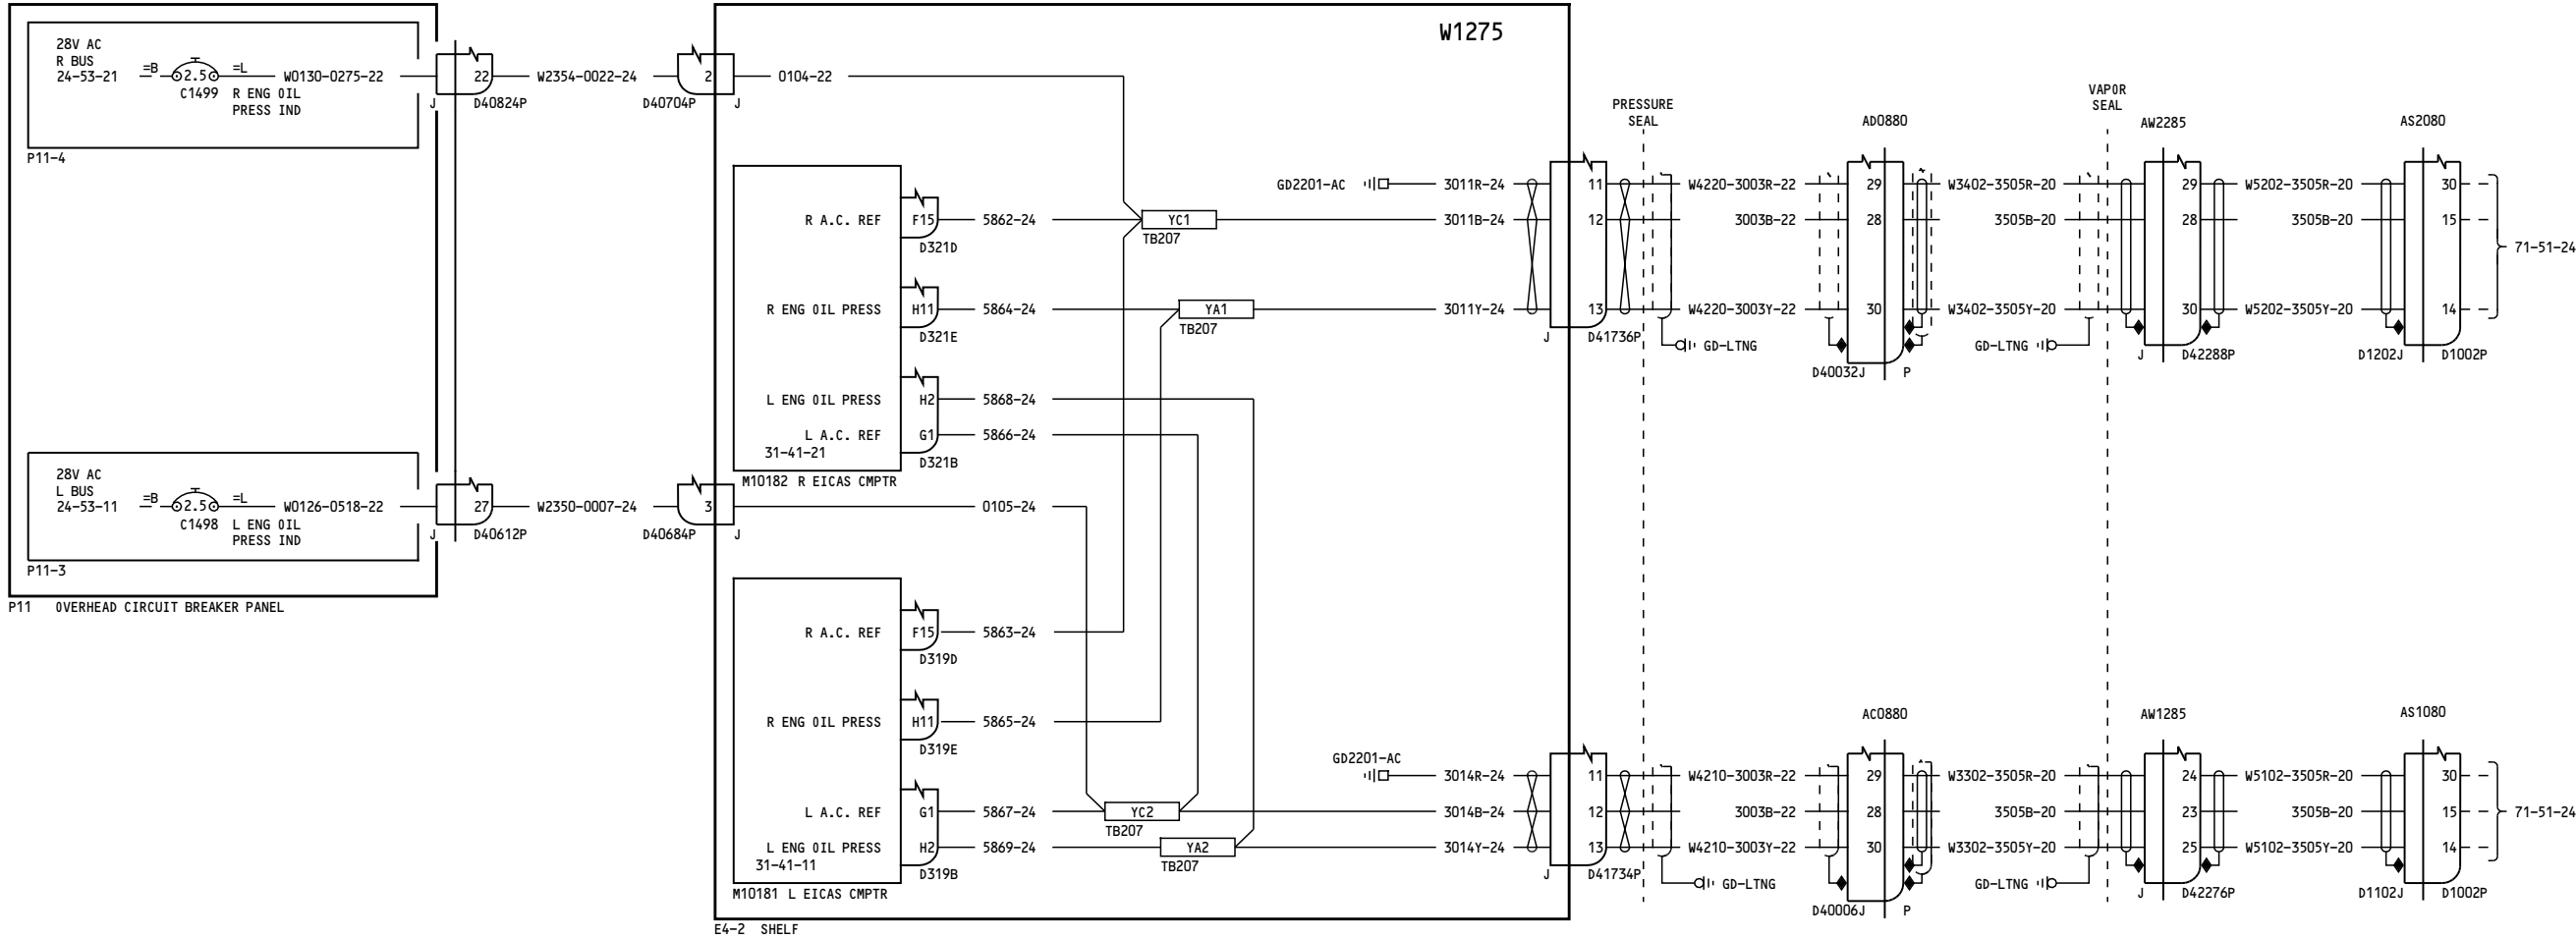 W1275
28V AC
R BUS
24-53-21
=B
2.5
=L
W0130-0275-22
22
W2354-0022-24
2
0104-22
C1499
R ENG OIL
PRESS IND
J
D40824P
D40704P
J
P11-4
PRESSURE
SEAL
VAPOR
SEAL
AD0880
AW2285
AS2080
GD2201-AC
3011R-24
11
W4220-3003R-22
29
W3402-3505R-20
29
W5202-3505R-20
30
R A.C. REF
F15
5862-24
YC1
3011B-24
12
3003B-22
28
3505B-20
28
3505B-20
15
D321D
TB207
71-51-24
R ENG OIL PRESS
H11
5864-24
YA1
3011Y-24
13
W4220-3003Y-22
30
W3402-3505Y-20
30
W5202-3505Y-20
14
D321E
TB207
J
D41736P
GD-LTNG
GD-LTNG
J
D42288P
D1202J
D1002P
D40032J
P
L ENG OIL PRESS
H2
5868-24
L A.C. REF
G1
5866-24
31-41-21
D321B
M10182 R EICAS CMPTR
28V AC
L BUS
24-53-11
=B
2.5
=L
W0126-0518-22
27
W2350-0007-24
3
0105-24
C1498
L ENG OIL
PRESS IND
J
D40612P
D40684P
J
P11-3
P11 OVERHEAD CIRCUIT BREAKER PANEL
R A.C. REF
F15
5863-24
D319D
R ENG OIL PRESS
H11
5865-24
D319E
AC0880
AW1285
AS1080
GD2201-AC
3014R-24
11
W4210-3003R-22
29
W3302-3505R-20
24
W5102-3505R-20
30
L A.C. REF
G1
5867-24
YC2
3014B-24
12
3003B-22
28
3505B-20
23
3505B-20
15
71-51-24
TB207
L ENG OIL PRESS
H2
5869-24
YA2
3014Y-24
13
W4210-3003Y-22
30
W3302-3505Y-20
25
W5102-3505Y-20
14
31-41-11
D319B
TB207
J
D41734P
GD-LTNG
GD-LTNG
J
D42276P
D1102J
D1002P
M10181 L EICAS CMPTR
D40006J
P
E4-2 SHELF